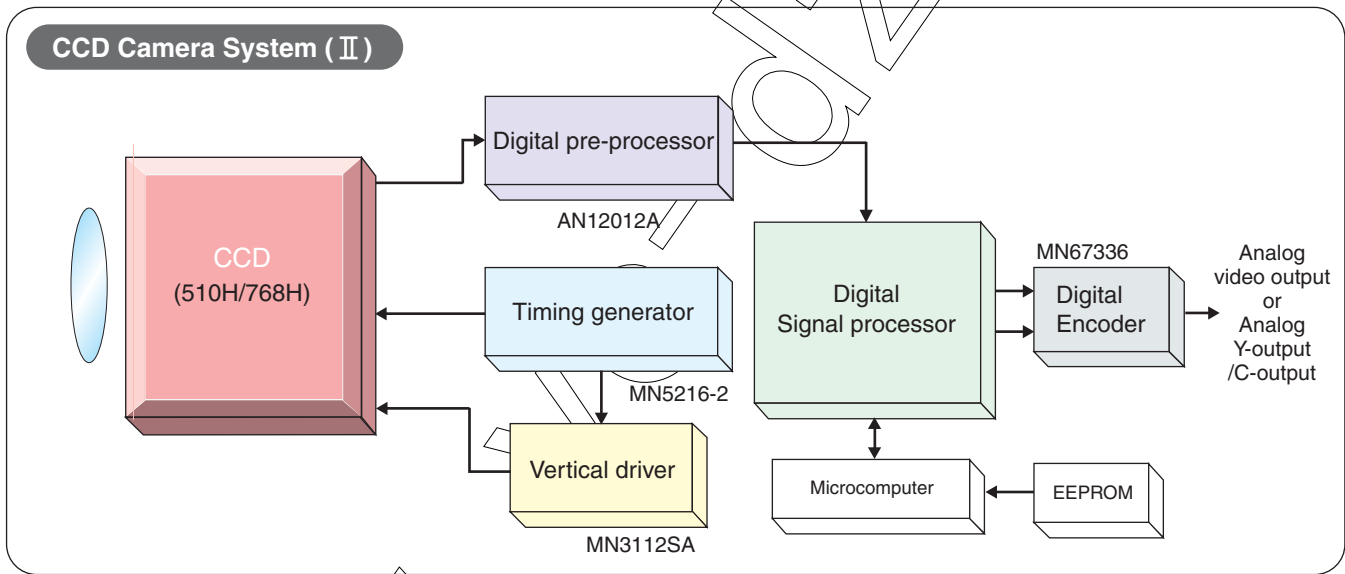 CCD Camera System (Ⅱ)
Digital pre-processor
AN12012A
CCD
(510H/768H)
Timing generator
MN5216-2
Vertical driver
MN3112SA
Digital
Signal processor
MN67336
Digital
Encoder
Analog
video output
or
Analog
Y-output
/C-output
Microcomputer
EEPROM